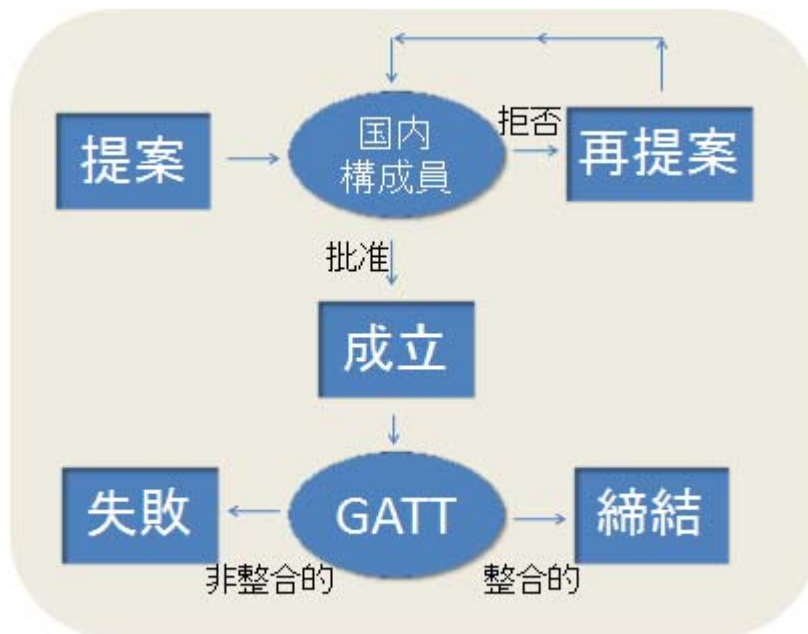 提案
国内
構成員
拒否
再提案
批准
成立
失敗
GATT
締結
非整合的
整合的